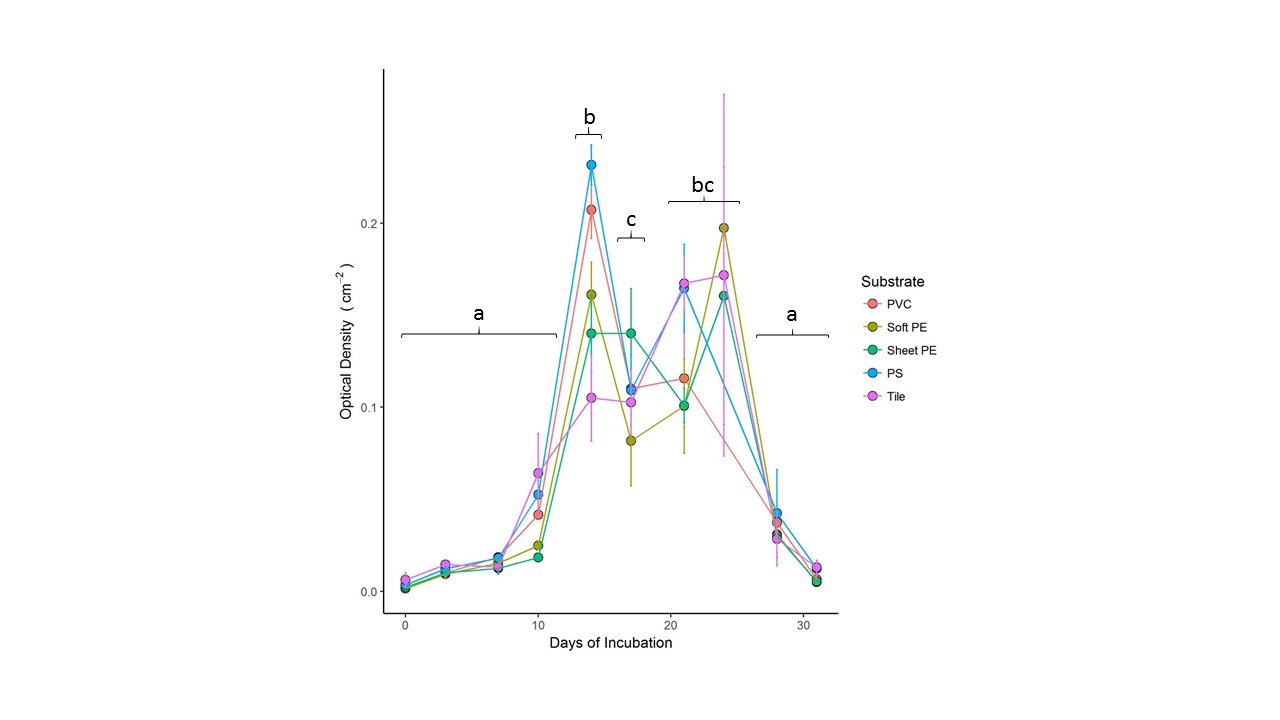 b
bc
c
a
a
0.2
0.1
0.0
Optical Density ( cm⁻² )
0 10 20 30
Days of Incubation
Substrate
PVC
Soft PE
Sheet PE
PS
Tile